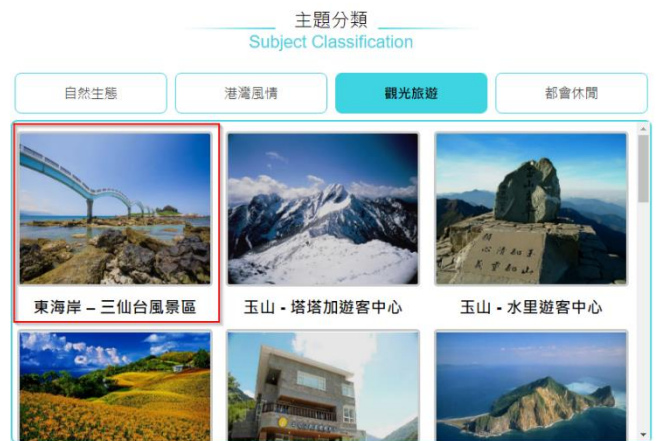 主題分類
Subject Classification
自然生態
港灣風情
觀光旅遊
都會休閒
東海岸 – 三仙台風景區
玉山 - 塔塔加遊客中心
玉山 - 水里遊客中心